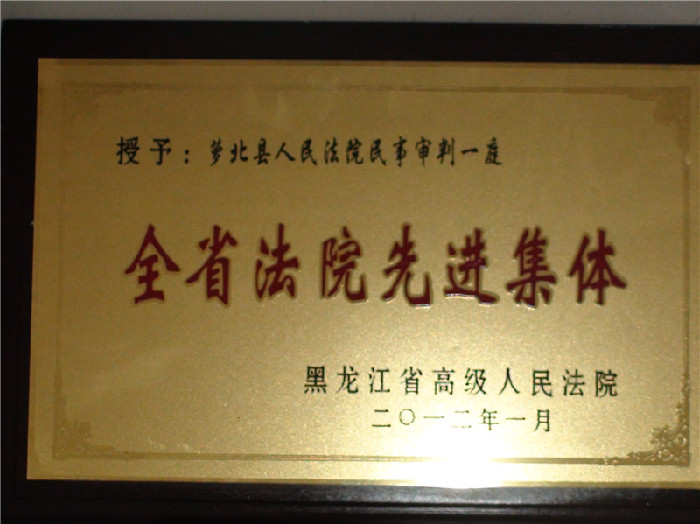 授予：萝北县人民法院民事审判一庭
全省法院先进集体
黑龙江省高级人民法院
二〇一二年一月